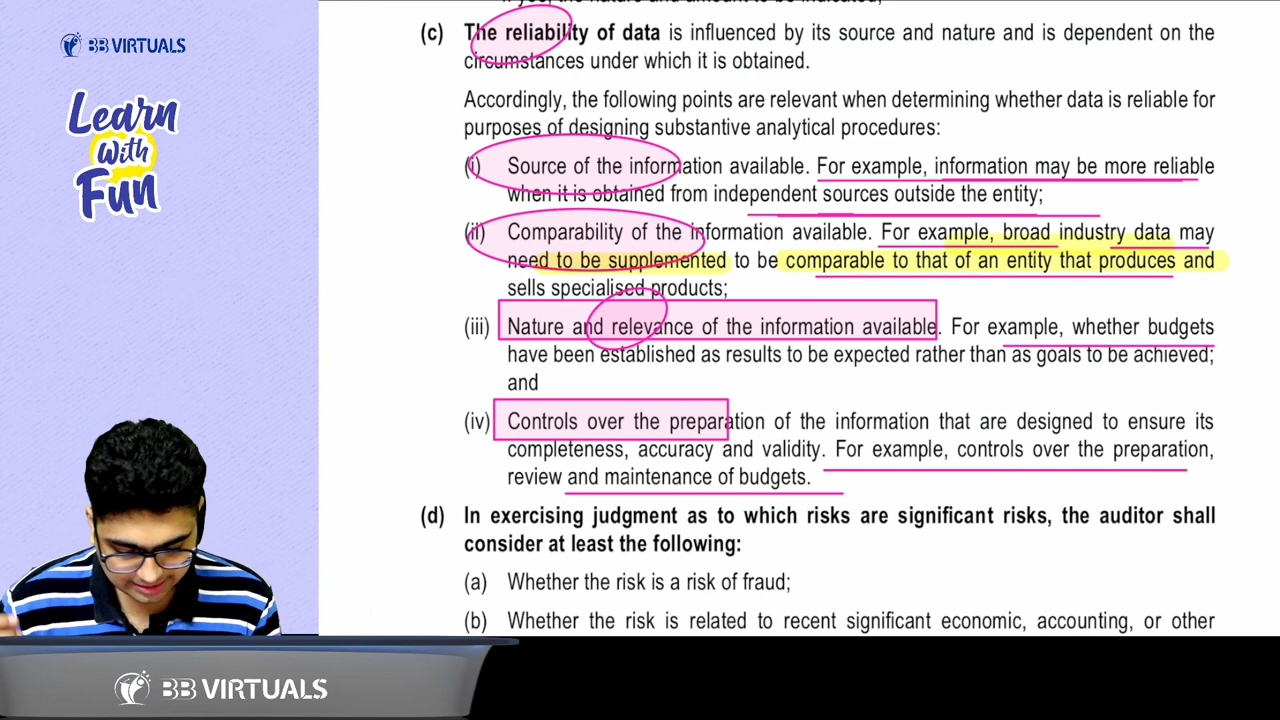 if yes, the nature and amount to be indicated;
(c) The reliability of data is influenced by its source and nature and is dependent on the
circumstances under which it is obtained.
Accordingly, the following points are relevant when determining whether data is reliable for
purposes of designing substantive analytical procedures:
(i) Source of the information available. For example, information may be more reliable
when it is obtained from independent sources outside the entity;
(ii) Comparability of the information available. For example, broad industry data may
need to be supplemented to be comparable to that of an entity that produces and
sells specialised products;
(iii) Nature and relevance of the information available. For example, whether budgets
have been established as results to be expected rather than as goals to be achieved;
and
(iv) Controls over the preparation of the information that are designed to ensure its
completeness, accuracy and validity. For example, controls over the preparation,
review and maintenance of budgets.
(d) In exercising judgment as to which risks are significant risks, the auditor shall
consider at least the following:
(a) Whether the risk is a risk of fraud;
(b) Whether the risk is related to recent significant economic, accounting, or other
BB VIRTUALS
Learn
With
Fun
BB VIRTUALS